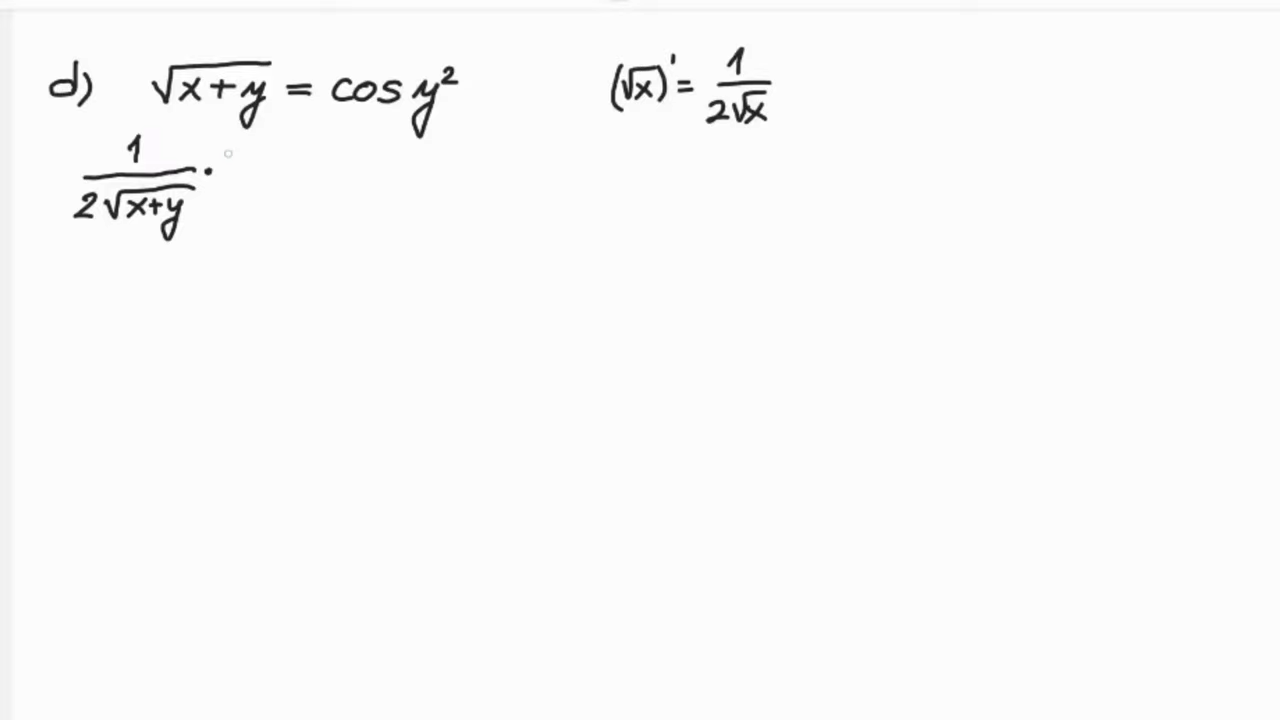 d) √(x+y) = cos y² (√x)' = 1/(2√x)
1/(2√(x+y)) ·